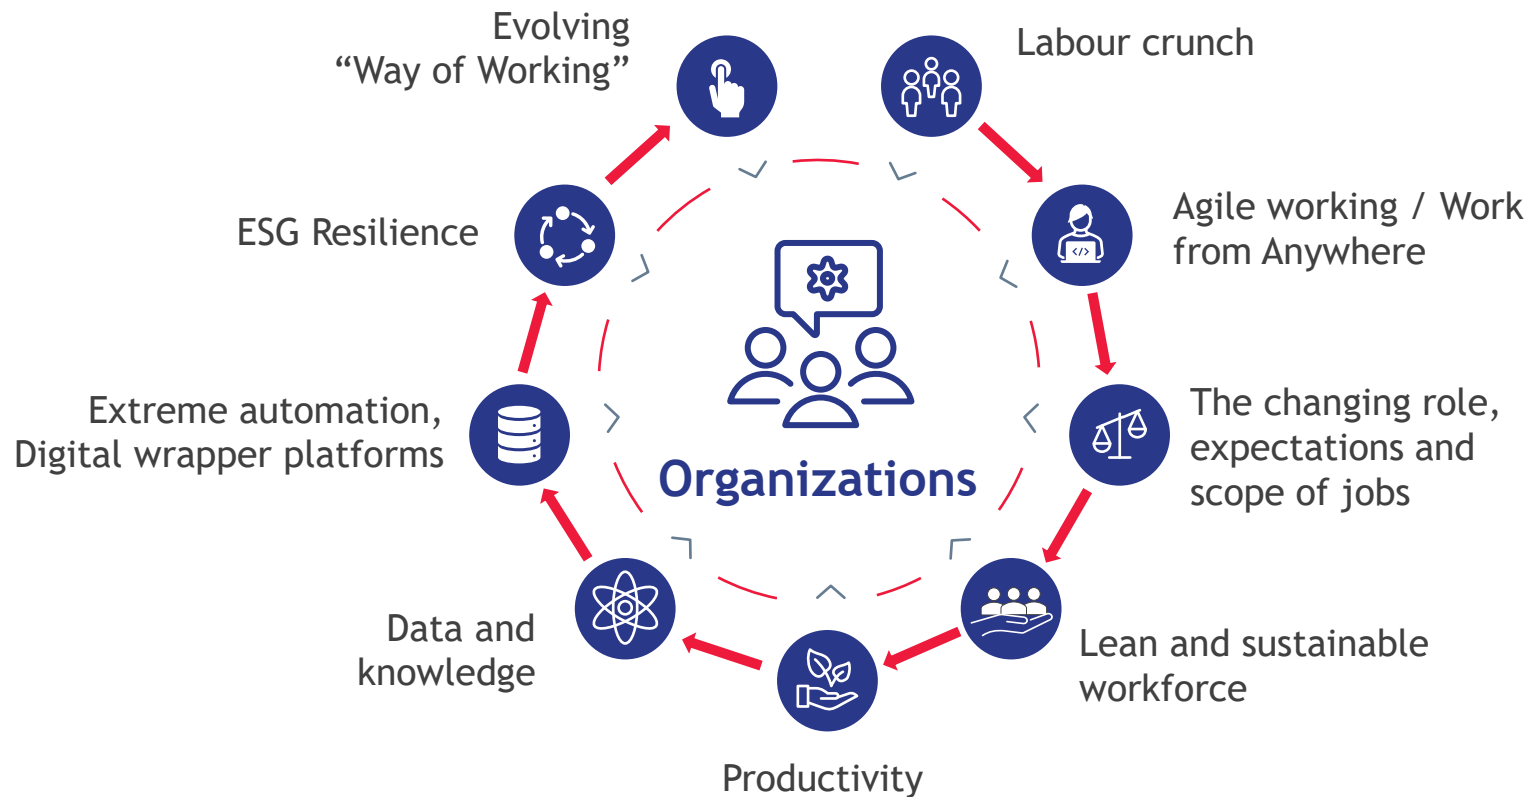 Evolving
“Way of Working”
Labour crunch
ESG Resilience
Agile working / Work
from Anywhere
Extreme automation,
Digital wrapper platforms
The changing role,
expectations and
scope of jobs
Organizations
Data and
knowledge
Lean and sustainable
workforce
Productivity